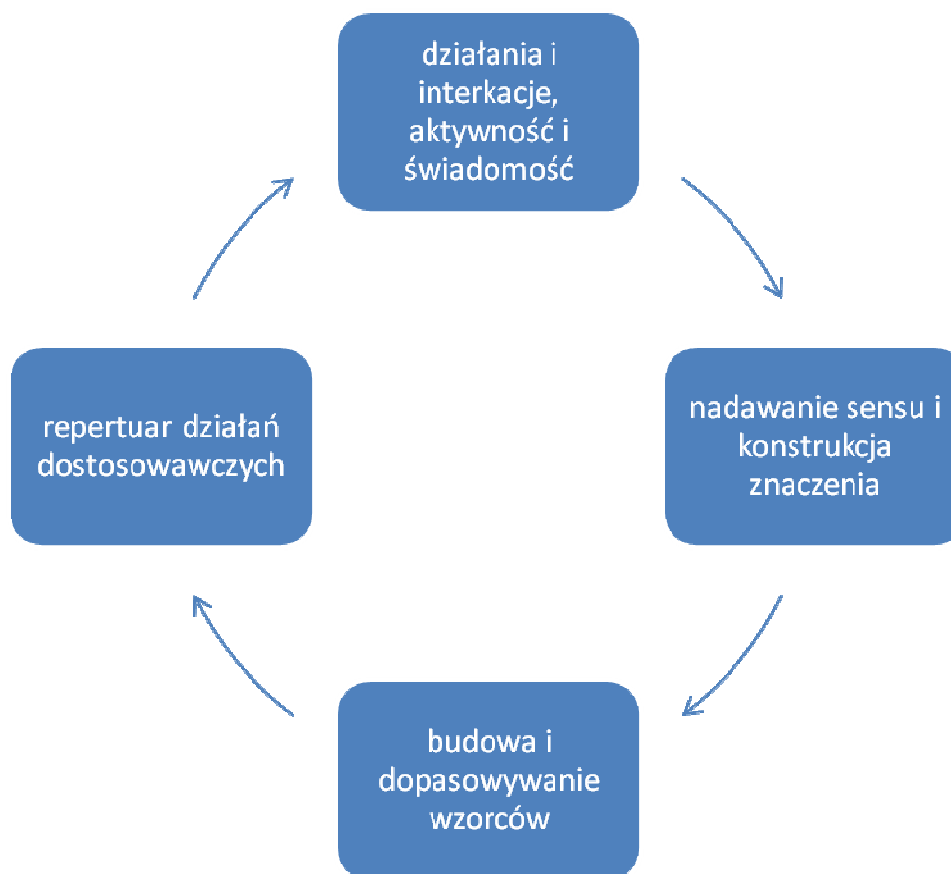 działania i
interkacje,
aktywność i
świadomość
nadawanie sensu i
konstrukcja
znaczenia
budowa i
dopasowywanie
wzorców
repertuar działań
dostosowawczych